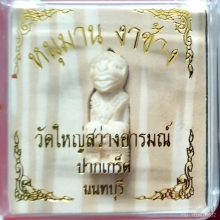 หนุมาน งาช้าง
วัดใหญ่สว่างอารมณ์
ปากเกร็ด
นนทบุรี